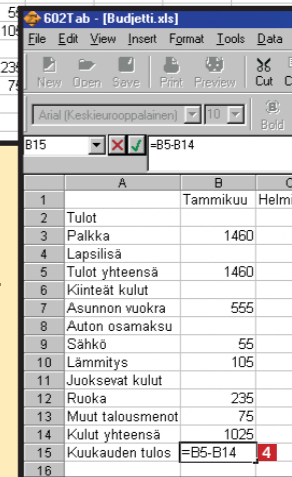 602Tab - [Budjetti.xls]
File Edit View Insert Format Tools Data
New Open Save Print Preview Cut
Arial (Keskieurooppalainen) 10 Bold
B15 =B5-B14
A B
1 Tammikuu Helmi
2 Tulot
3 Palkka 1460
4 Lapsilisä
5 Tulot yhteensä 1460
6 Kiinteät kulut
7 Asunnon vuokra 555
8 Auton osamaksu
9 Sähkö 55
10 Lämmitys 105
11 Juoksevat kulut
12 Ruoka 235
13 Muut talousmenot 75
14 Kulut yhteensä 1025
15 Kuukauden tulos =B5-B14 4
16